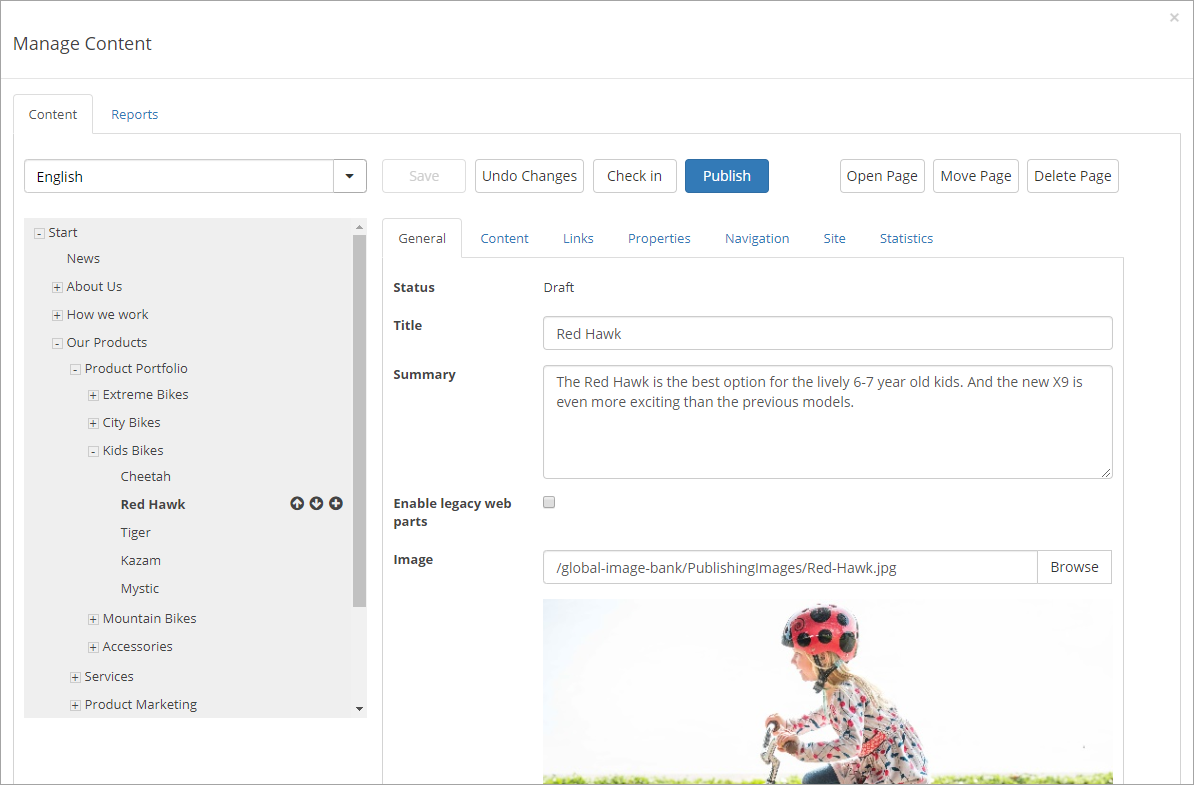 ×
Manage Content
Content
Reports
English
Save
Undo Changes
Check in
Publish
Open Page
Move Page
Delete Page
Start
News
About Us
How we work
Our Products
Product Portfolio
Extreme Bikes
City Bikes
Kids Bikes
Cheetah
Red Hawk
Tiger
Kazam
Mystic
Mountain Bikes
Accessories
Services
Product Marketing
General
Content
Links
Properties
Navigation
Site
Statistics
Status
Draft
Title
Red Hawk
Summary
The Red Hawk is the best option for the lively 6-7 year old kids. And the new X9 is
even more exciting than the previous models.
Enable legacy web
parts
Image
/global-image-bank/PublishingImages/Red-Hawk.jpg
Browse